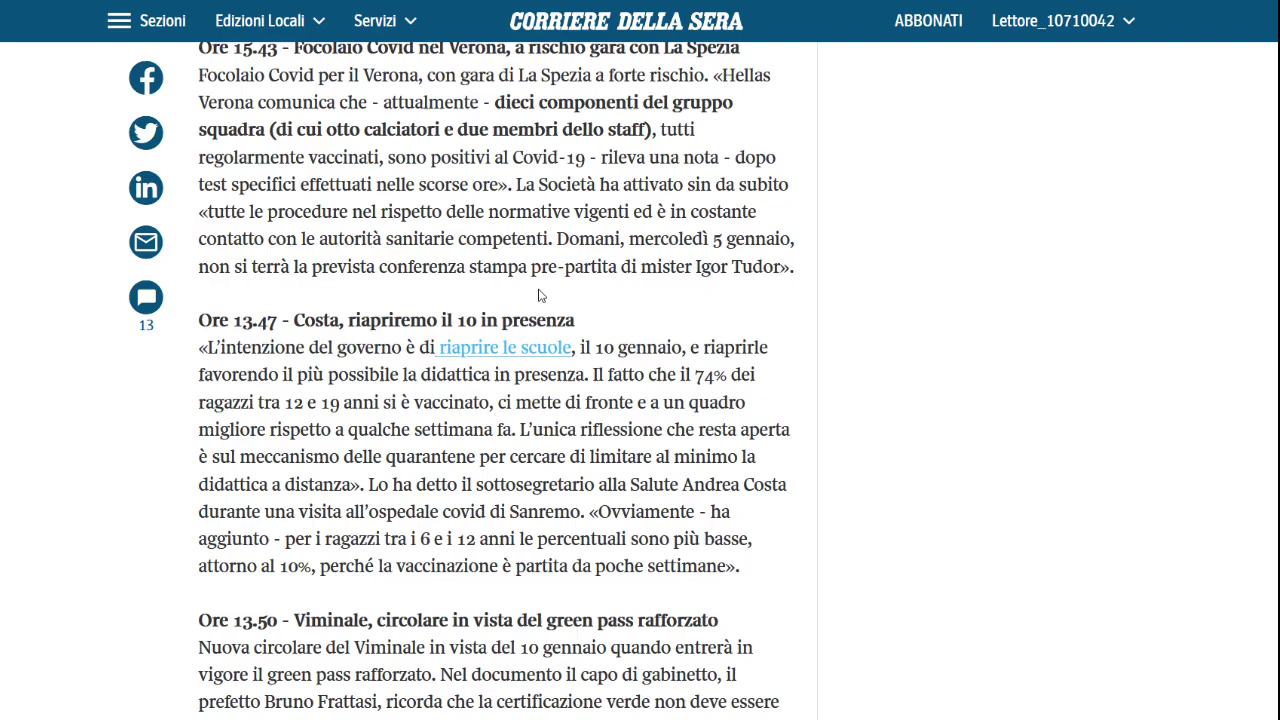 Sezioni Edizioni Locali Servizi CORRIERE DELLA SERA ABBONATI Lettore_10710042
Ore 15.43 - Focolaio Covid nel Verona, a rischio gara con La Spezia
Focolaio Covid per il Verona, con gara di La Spezia a forte rischio. «Hellas
Verona comunica che - attualmente - dieci componenti del gruppo
squadra (di cui otto calciatori e due membri dello staff), tutti
regolarmente vaccinati, sono positivi al Covid-19 - rileva una nota - dopo
test specifici effettuati nelle scorse ore». La Società ha attivato sin da subito
«tutte le procedure nel rispetto delle normative vigenti ed è in costante
contatto con le autorità sanitarie competenti. Domani, mercoledì 5 gennaio,
non si terrà la prevista conferenza stampa pre-partita di mister Igor Tudor».
13
Ore 13.47 - Costa, riapriremo il 10 in presenza
«L'intenzione del governo è di riaprire le scuole, il 10 gennaio, e riaprirle
favorendo il più possibile la didattica in presenza. Il fatto che il 74% dei
ragazzi tra 12 e 19 anni si è vaccinato, ci mette di fronte e a un quadro
migliore rispetto a qualche settimana fa. L'unica riflessione che resta aperta
è sul meccanismo delle quarantene per cercare di limitare al minimo la
didattica a distanza». Lo ha detto il sottosegretario alla Salute Andrea Costa
durante una visita all'ospedale covid di Sanremo. «Ovviamente - ha
aggiunto - per i ragazzi tra i 6 e i 12 anni le percentuali sono più basse,
attorno al 10%, perché la vaccinazione è partita da poche settimane».
Ore 13.50 - Viminale, circolare in vista del green pass rafforzato
Nuova circolare del Viminale in vista del 10 gennaio quando entrerà in
vigore il green pass rafforzato. Nel documento il capo di gabinetto, il
prefetto Bruno Frattasi, ricorda che la certificazione verde non deve essere